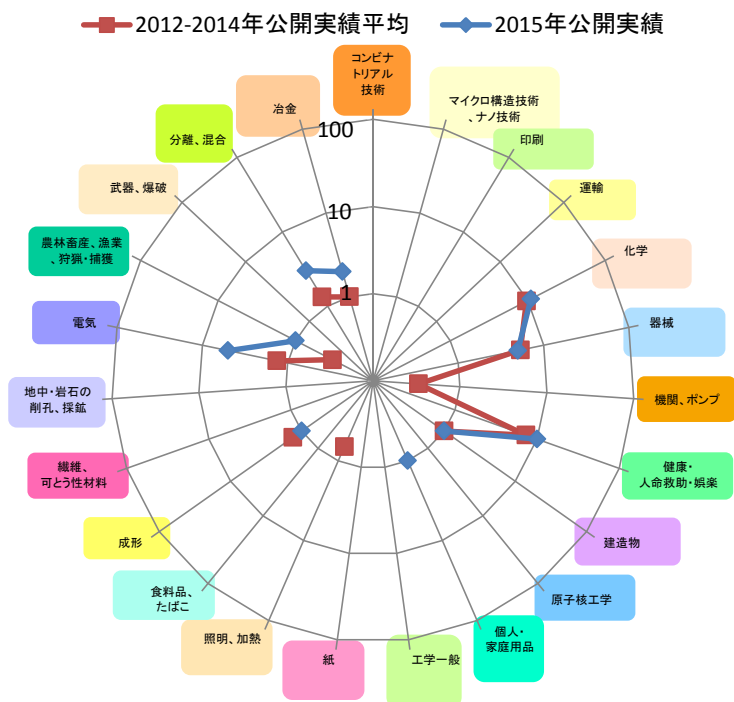 2012-2014年公開実績平均
2015年公開実績
コンビナ
トリアル
技術
マイクロ構造技術
、ナノ技術
印刷
運輸
化学
器械
機関、ポンプ
健康・
人命救助・娯楽
建造物
原子核工学
個人・
家庭用品
工学一般
紙
照明、加熱
食料品、
たばこ
成形
繊維、
可とう性材料
地中・岩石の
削孔、採鉱
電気
農林畜産、漁業
、狩猟・捕獲
武器、爆破
分離、混合
冶金
100
10
1